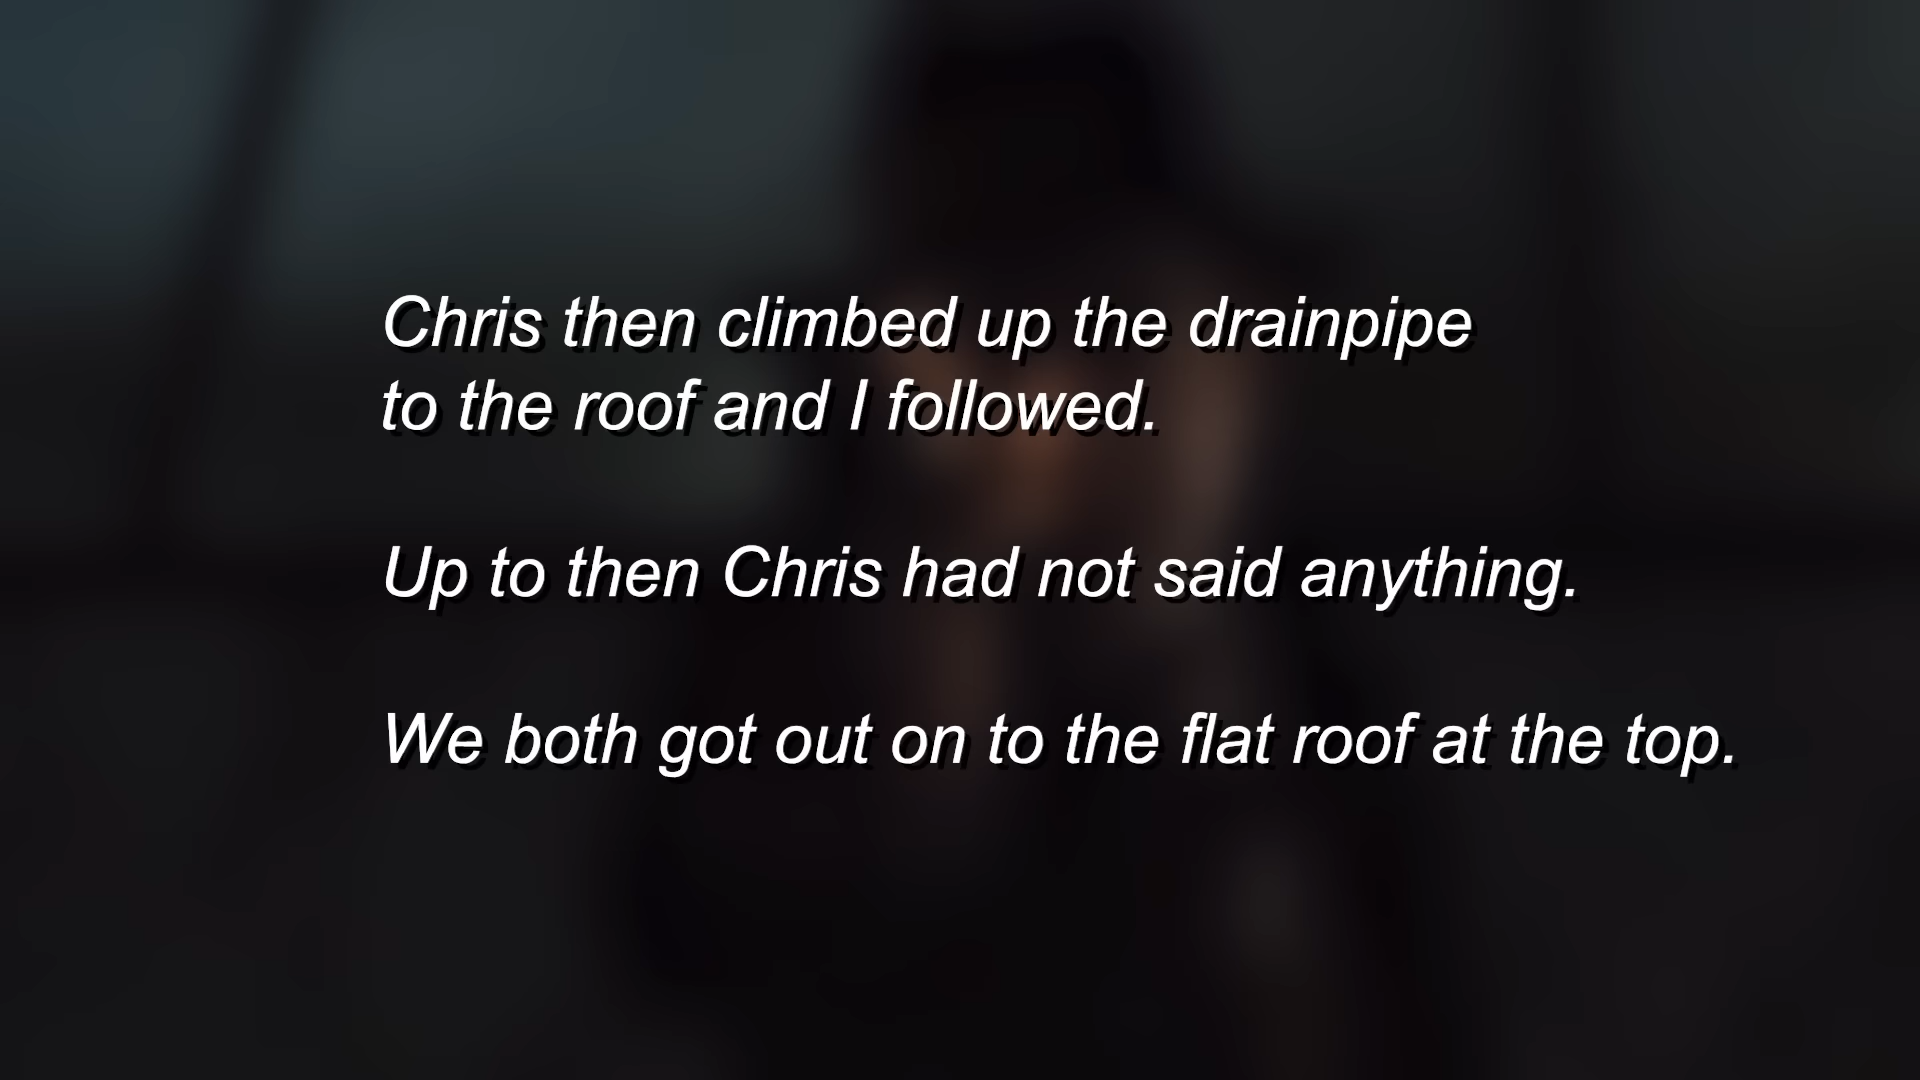 Chris then climbed up the drainpipe
to the roof and I followed.
Up to then Chris had not said anything.
We both got out on to the flat roof at the top.